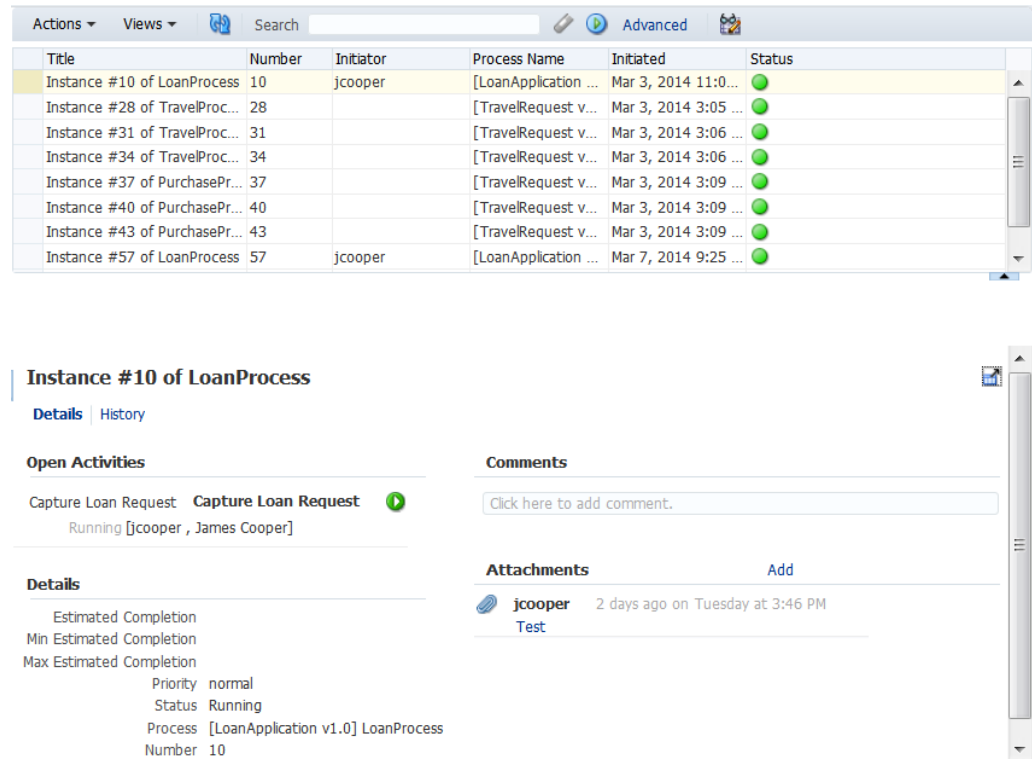 Actions Views Search Advanced
Title Number Initiator Process Name Initiated Status
Instance #10 of LoanProcess 10 jcooper [LoanApplication ... Mar 3, 2014 11:0...
Instance #28 of TravelProc... 28 [TravelRequest v... Mar 3, 2014 3:05 ...
Instance #31 of TravelProc... 31 [TravelRequest v... Mar 3, 2014 3:06 ...
Instance #34 of TravelProc... 34 [TravelRequest v... Mar 3, 2014 3:06 ...
Instance #37 of PurchasePr... 37 [TravelRequest v... Mar 3, 2014 3:09 ...
Instance #40 of PurchasePr... 40 [TravelRequest v... Mar 3, 2014 3:09 ...
Instance #43 of PurchasePr... 43 [TravelRequest v... Mar 3, 2014 3:09 ...
Instance #57 of LoanProcess 57 jcooper [LoanApplication ... Mar 7, 2014 9:25 ...
Instance #10 of LoanProcess
Details History
Open Activities
Capture Loan Request Capture Loan Request
Running [jcooper , James Cooper]
Details
Estimated Completion
Min Estimated Completion
Max Estimated Completion
Priority normal
Status Running
Process [LoanApplication v1.0] LoanProcess
Number 10
Comments
Click here to add comment.
Attachments Add
jcooper 2 days ago on Tuesday at 3:46 PM
Test